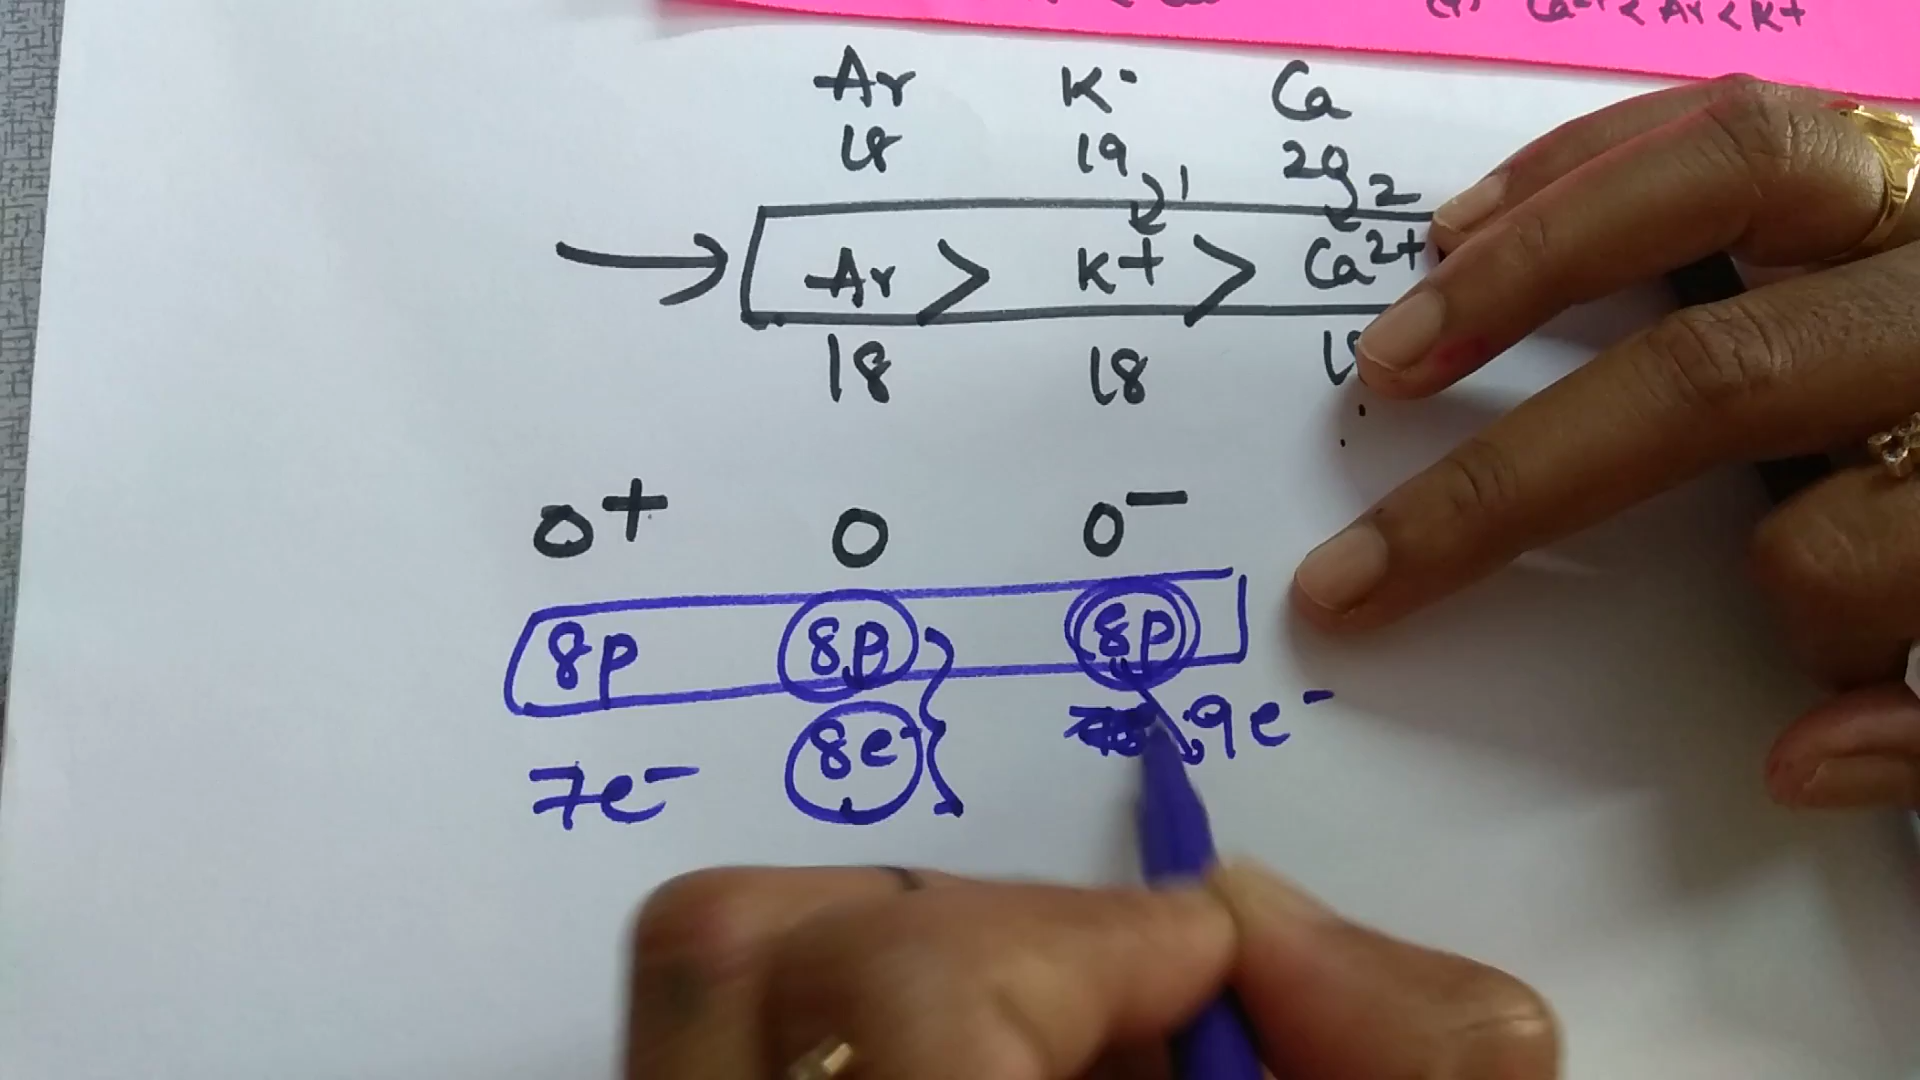 Ca²⁺ < Ar < K+
Ar K· Ca
18 19 20
1 2
Ar > K+ > Ca2+
18 18 18
O+ O O-
8p 8p 8p
7e- 8e- 9e-